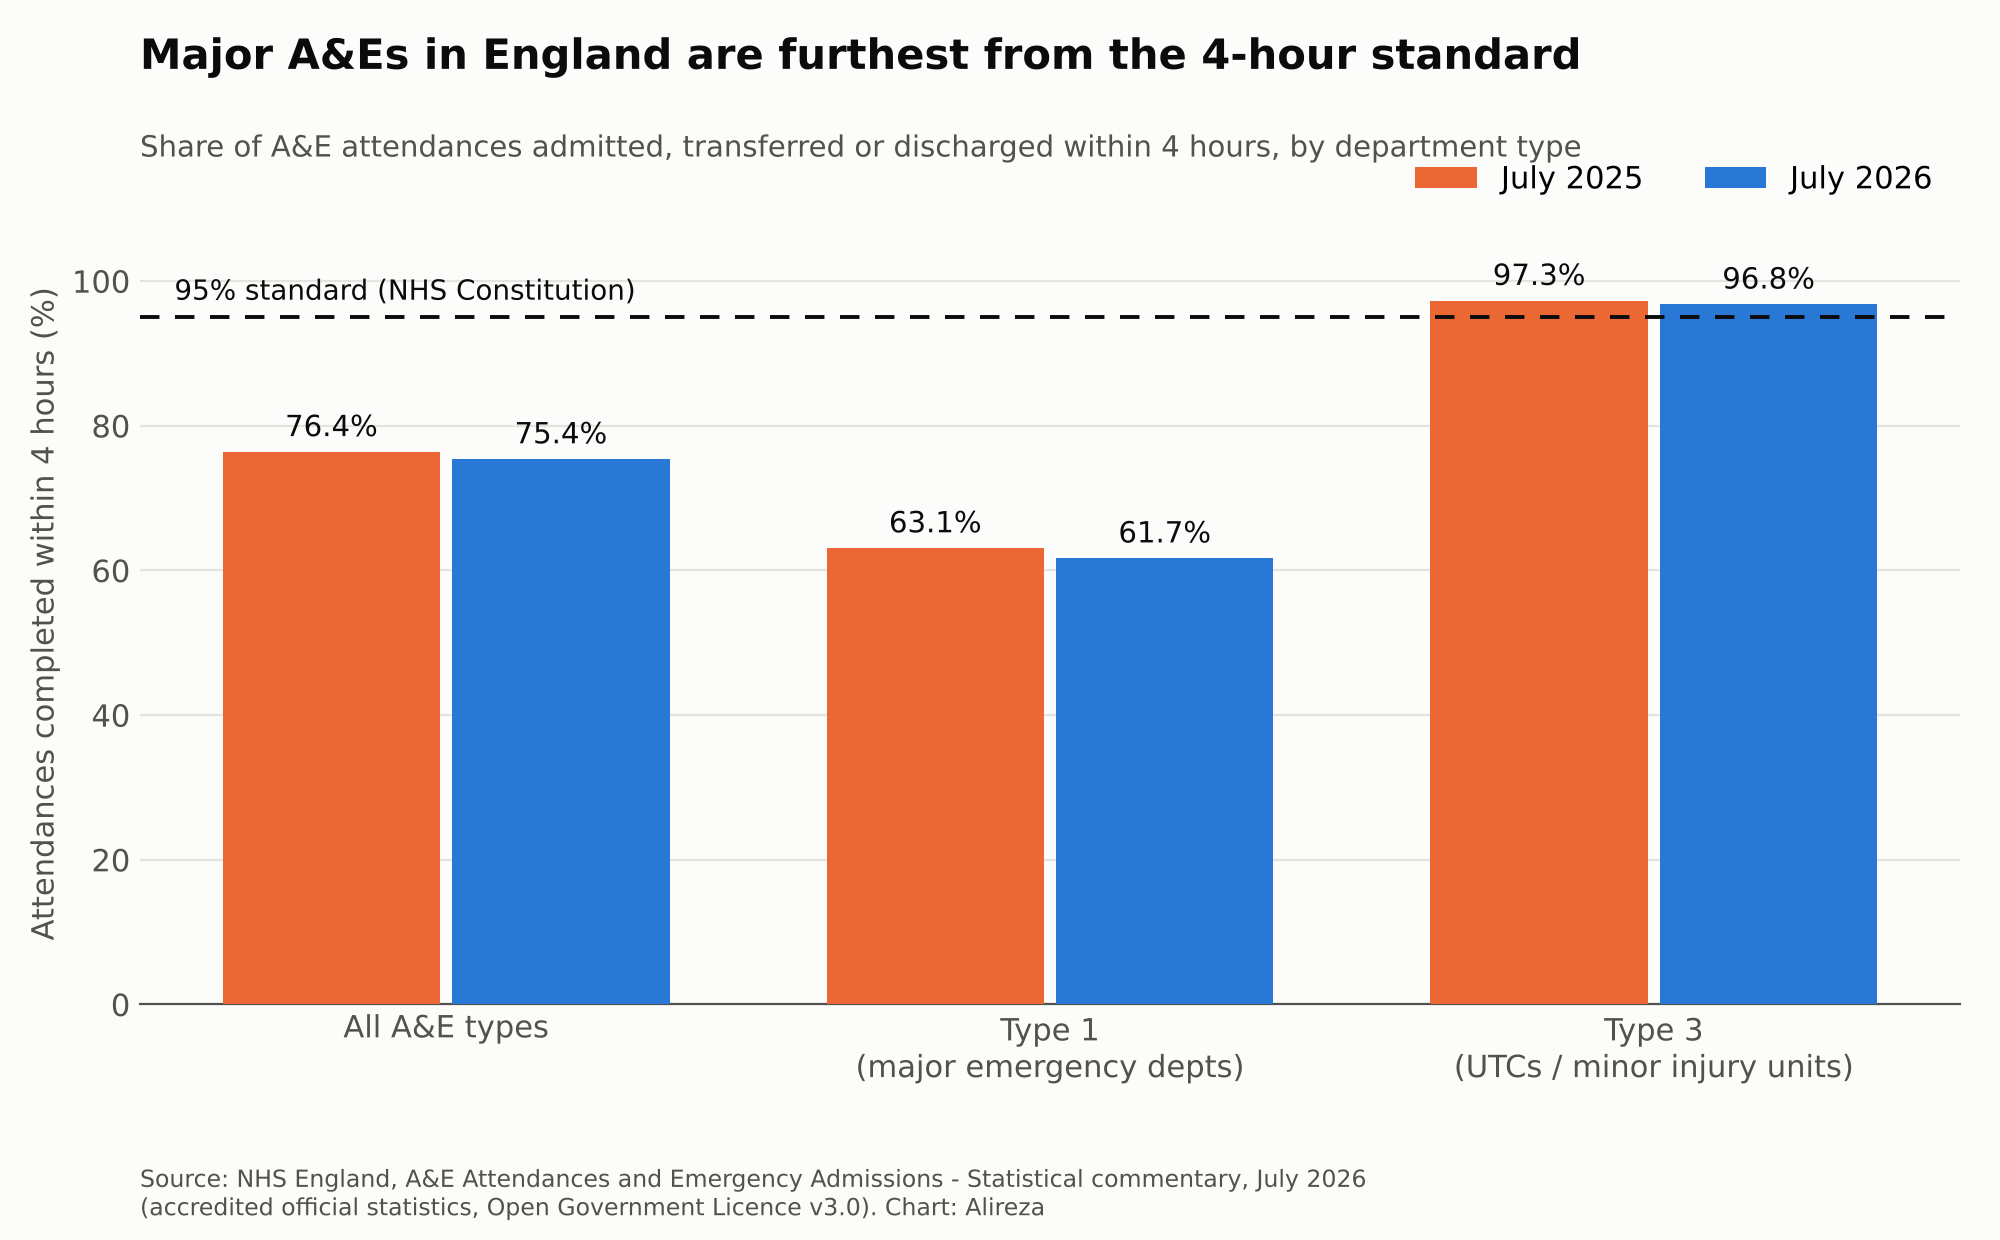 Major A&Es in England are furthest from the 4-hour standard
Share of A&E attendances admitted, transferred or discharged within 4 hours, by department type
July 2025
July 2026
Attendances completed within 4 hours (%)
100
80
60
40
20
0
95% standard (NHS Constitution)
76.4%
75.4%
63.1%
61.7%
97.3%
96.8%
All A&E types
Type 1
(major emergency depts)
Type 3
(UTCs / minor injury units)
Source: NHS England, A&E Attendances and Emergency Admissions - Statistical commentary, July 2026
(accredited official statistics, Open Government Licence v3.0). Chart: Alireza